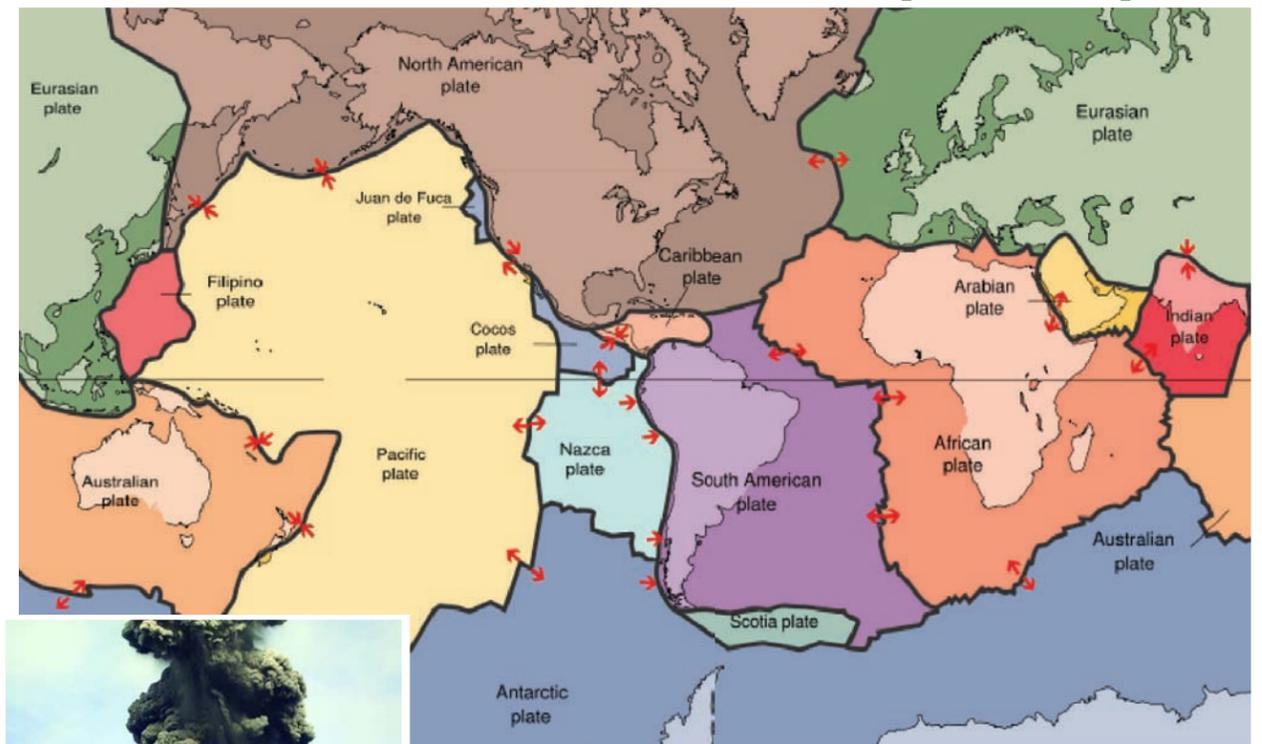 North American
plate
Eurasian
plate
Eurasian
plate
Juan de Fuca
plate
Caribbean
plate
Filipino
plate
Arabian
plate
Indian
plate
Cocos
plate
Pacific
plate
Nazca
plate
African
plate
South American
plate
Australian
plate
Australian
plate
Scotia plate
Antarctic
plate